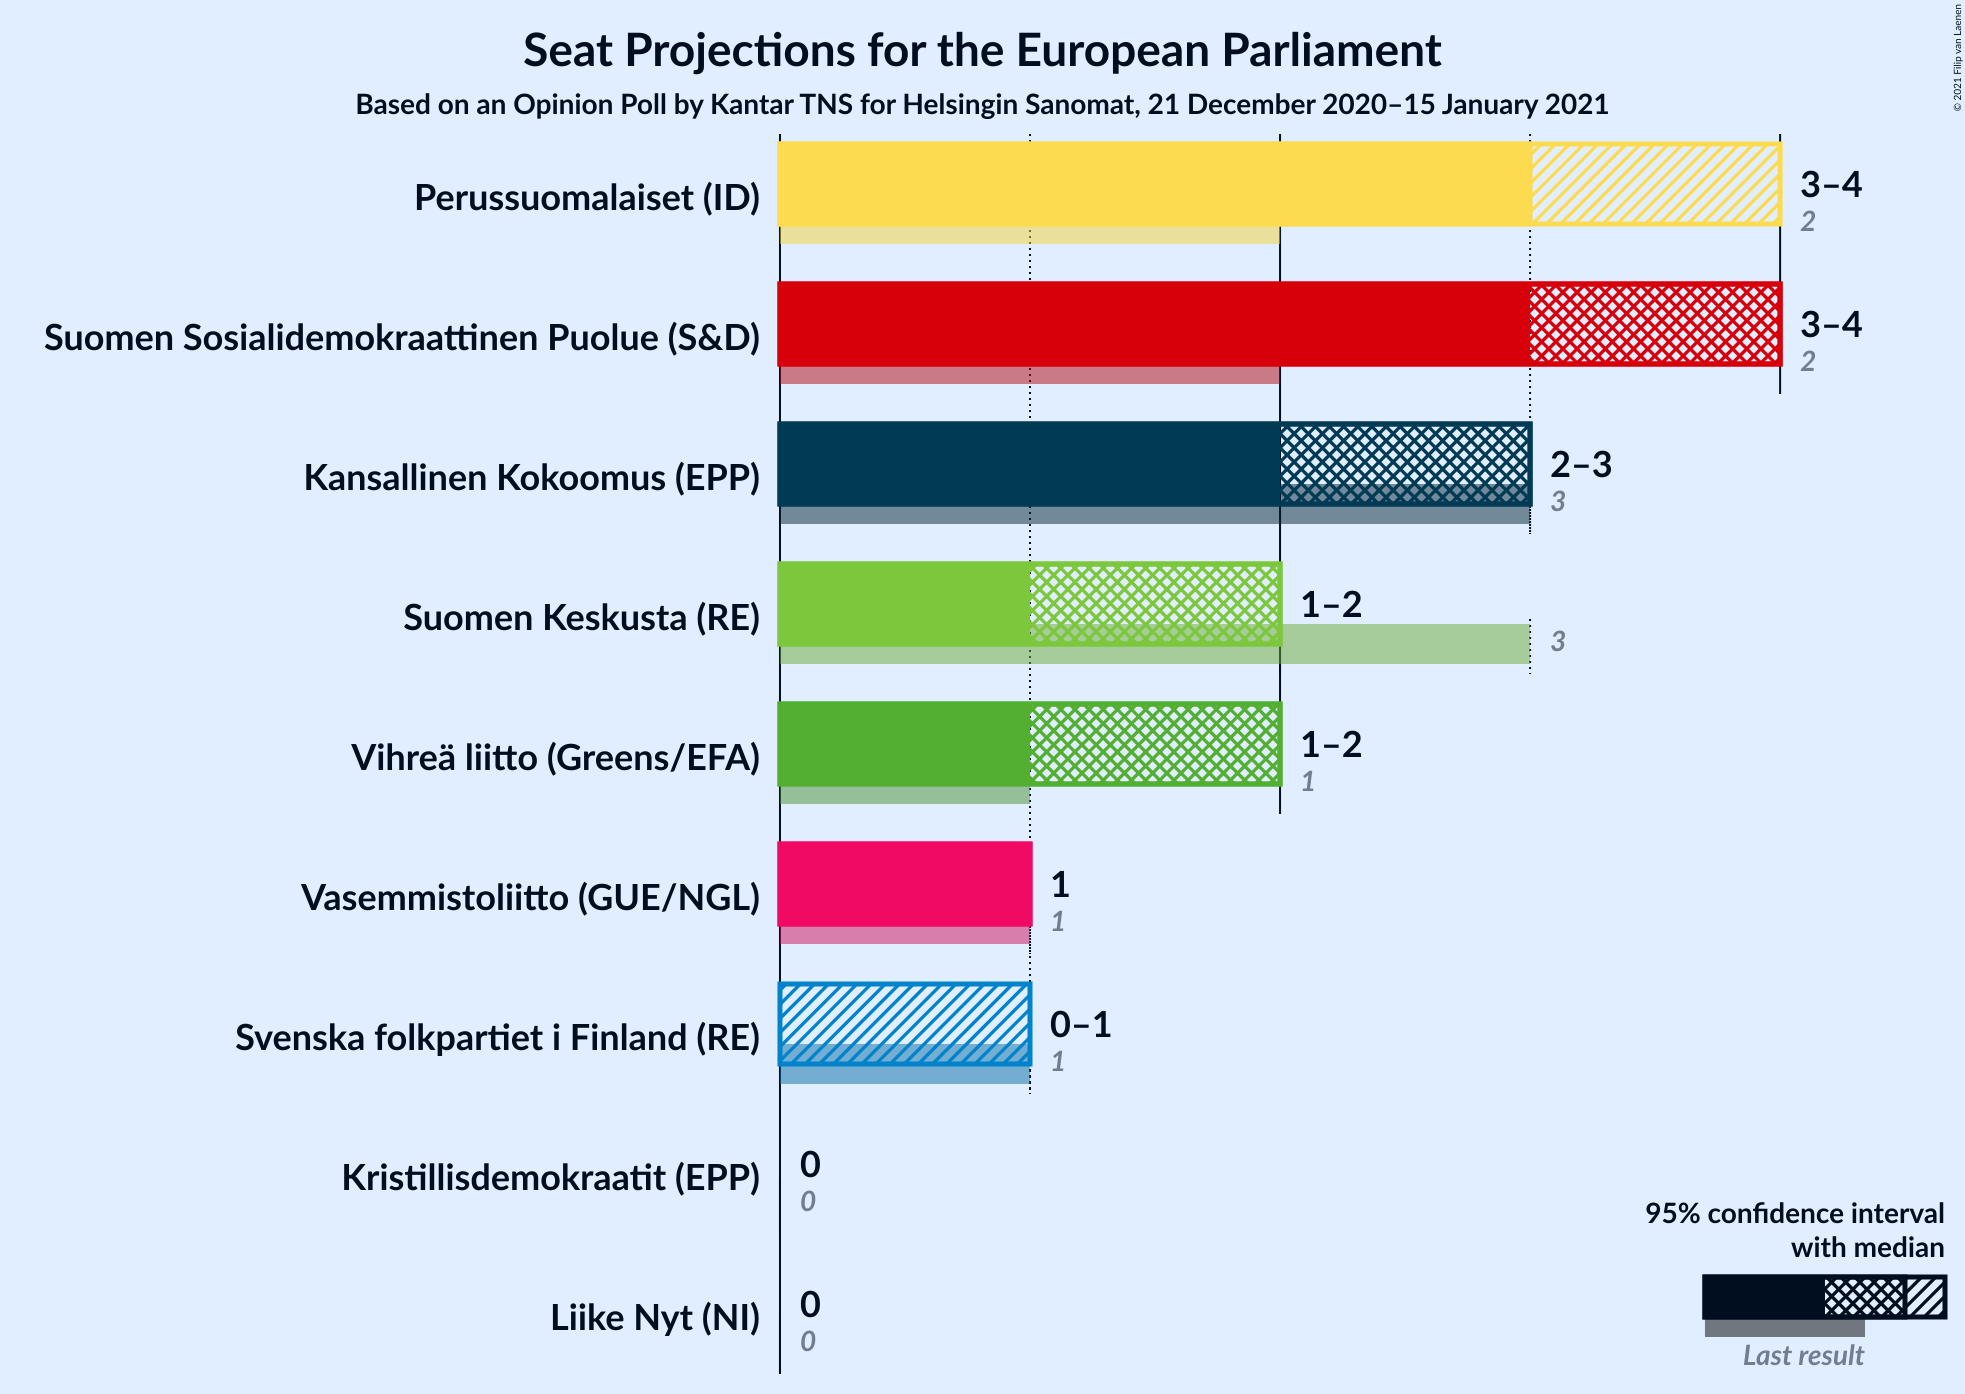 Seat Projections for the European Parliament
Based on an Opinion Poll by Kantar TNS for Helsingin Sanomat, 21 December 2020–15 January 2021
© 2021 Filip van Laenen
Perussuomalaiset (ID)
3–4
2
Suomen Sosialidemokraattinen Puolue (S&D)
3–4
2
Kansallinen Kokoomus (EPP)
2–3
3
Suomen Keskusta (RE)
1–2
3
Vihreä liitto (Greens/EFA)
1–2
1
Vasemmistoliitto (GUE/NGL)
1
1
Svenska folkpartiet i Finland (RE)
0–1
1
Kristillisdemokraatit (EPP)
0
0
Liike Nyt (NI)
0
0
95% confidence interval
with median
Last result